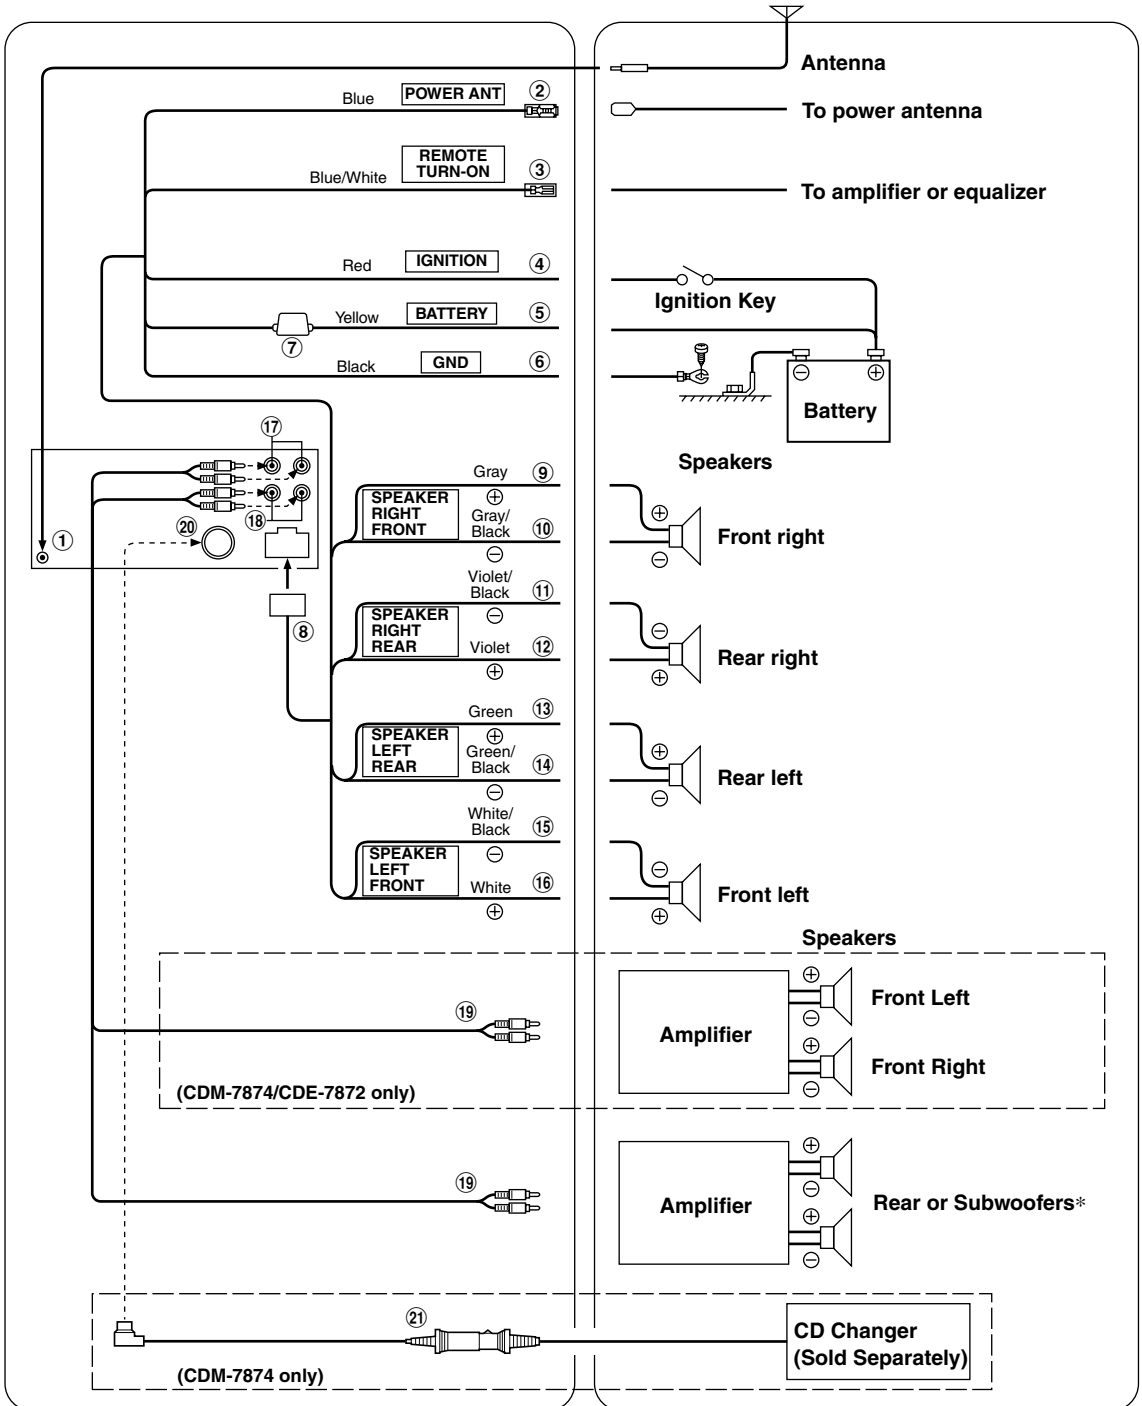 Antenna
Blue
POWER ANT
②
To power antenna
Blue/White
REMOTE
TURN-ON
③
To amplifier or equalizer
Red
IGNITION
④
Ignition Key
Yellow
BATTERY
⑤
⑦
Black
GND
⑥
⊖
⊕
Battery
⑰
Speakers
Gray
⑨
SPEAKER
RIGHT
FRONT
⊕
Gray/
Black
⑩
⊖
⊕
⊖
Front right
⑱
⑳
①
⑧
Violet/
Black
⑪
SPEAKER
RIGHT
REAR
⊖
Violet
⑫
⊕
⊖
⊕
Rear right
Green
⑬
SPEAKER
LEFT
REAR
⊕
Green/
Black
⑭
⊖
⊕
⊖
Rear left
White/
Black
⑮
SPEAKER
LEFT
FRONT
⊖
White
⑯
⊕
⊖
⊕
Front left
Speakers
⑲
Amplifier
⊕
⊖
Front Left
⊕
⊖
Front Right
(CDM-7874/CDE-7872 only)
⑲
Amplifier
⊕
⊖
⊕
⊖
Rear or Subwoofers*
㉑
CD Changer
(Sold Separately)
(CDM-7874 only)